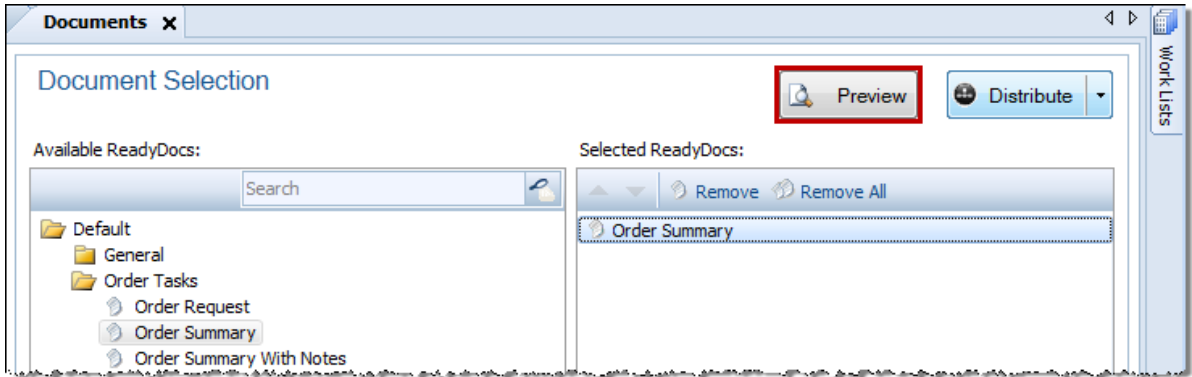 Documents
Work Lists
Document Selection
Preview
Distribute
Available ReadyDocs:
Selected ReadyDocs:
Search
Remove
Remove All
Default
Order Summary
General
Order Tasks
Order Request
Order Summary
Order Summary With Notes